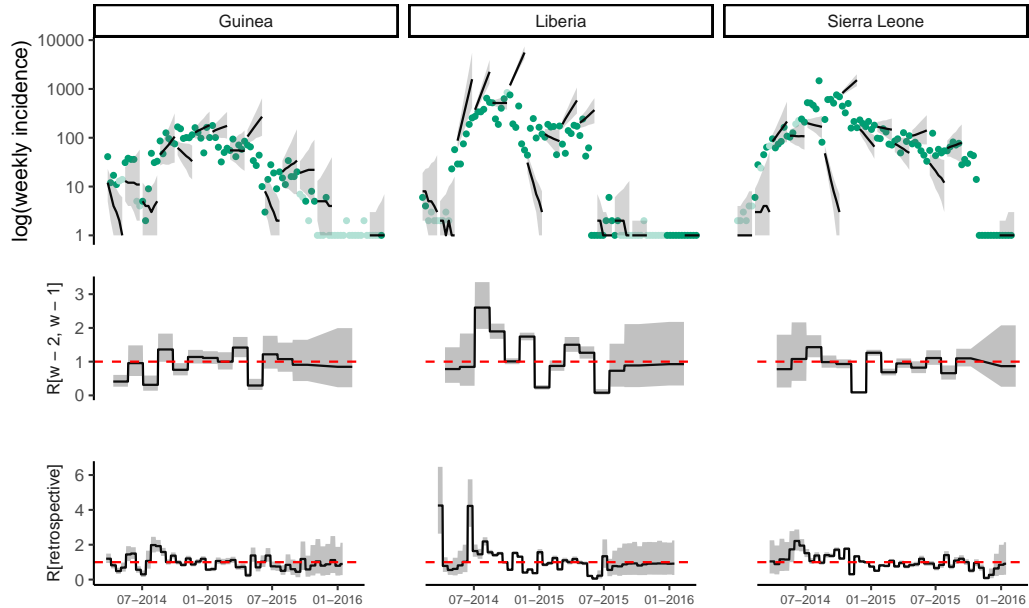 Guinea Liberia Sierra Leone
log(weekly incidence)
10000
1000
100
10
1
R[w − 2, w − 1]
3
2
1
0
R[retrospective]
6
4
2
0
07−2014 01−2015 07−2015 01−2016 07−2014 01−2015 07−2015 01−2016 07−2014 01−2015 07−2015 01−2016